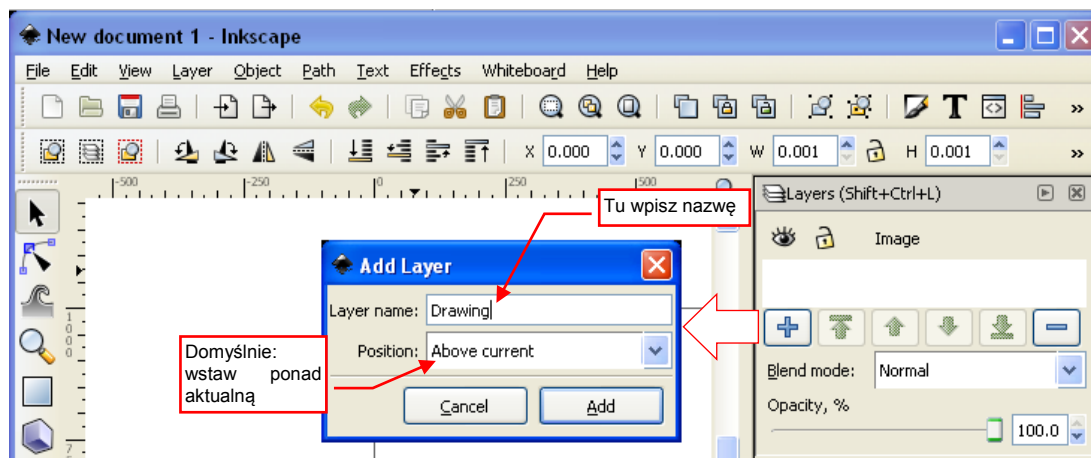 New document 1 - Inkscape
File Edit View Layer Object Path Text Effects Whiteboard Help
X 0.000 Y 0.000 W 0.001 H 0.001
-500 -250 0 250 500
Layers (Shift+Ctrl+L)
Tu wpisz nazwę
Image
Add Layer
Layer name: Drawing
Position: Above current
Domyślnie:
wstaw ponad
aktualną
Cancel Add
Blend mode: Normal
Opacity, %
100.0